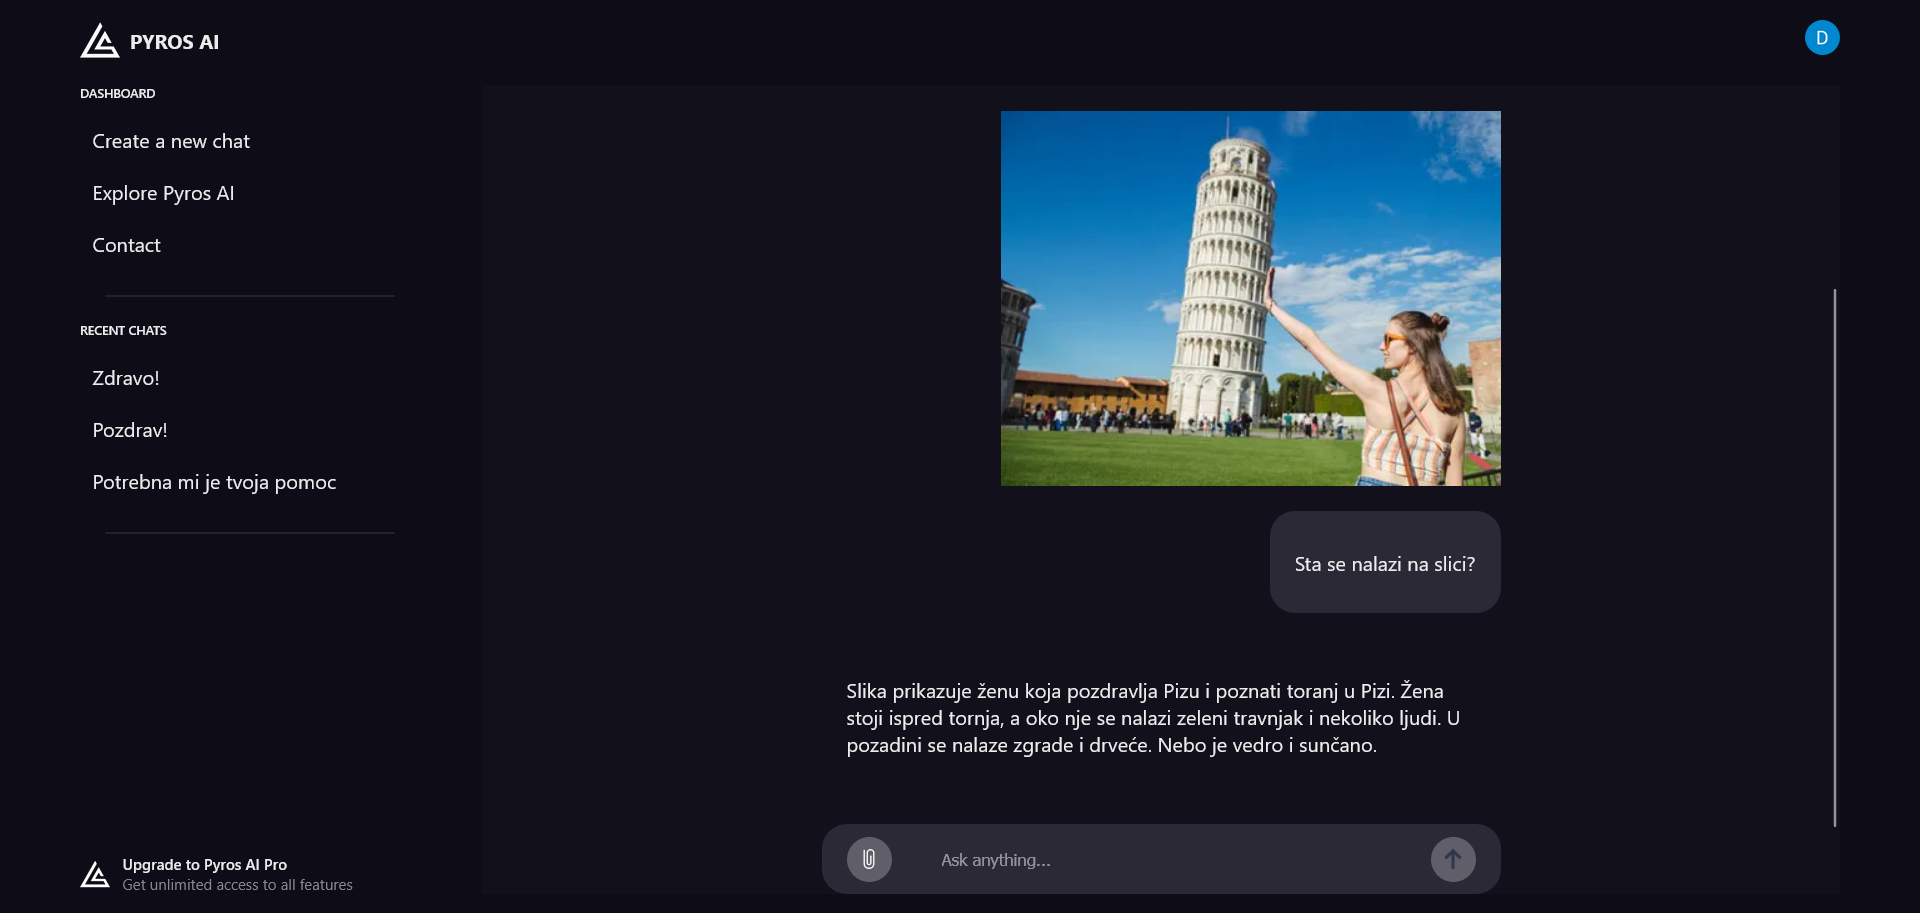 PYROS AI
D
DASHBOARD
Create a new chat
Explore Pyros AI
Contact
RECENT CHATS
Zdravo!
Pozdrav!
Potrebna mi je tvoja pomoc
Upgrade to Pyros AI Pro
Get unlimited access to all features
Sta se nalazi na slici?
Slika prikazuje ženu koja pozdravlja Pizu i poznati toranj u Pizi. Žena
stoji ispred tornja, a oko nje se nalazi zeleni travnjak i nekoliko ljudi. U
pozadini se nalaze zgrade i drveće. Nebo je vedro i sunčano.
Ask anything...